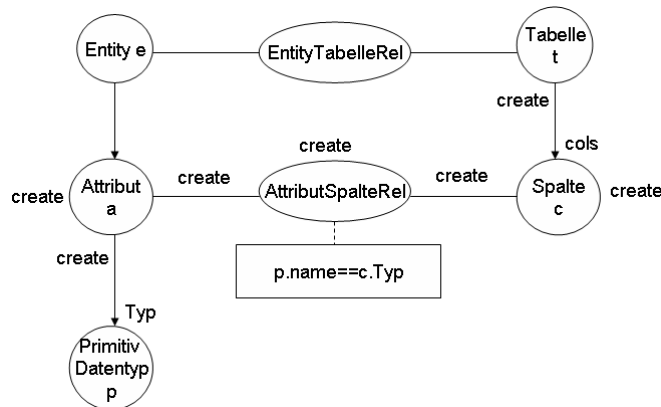 Entity e
EntityTabelleRel
Tabelle
t
create
cols
create
create
Attribut
a
create
AttributSpalteRel
create
Spalte
c
create
create
p.name==c.Typ
Typ
Primitiv
Datentyp
p